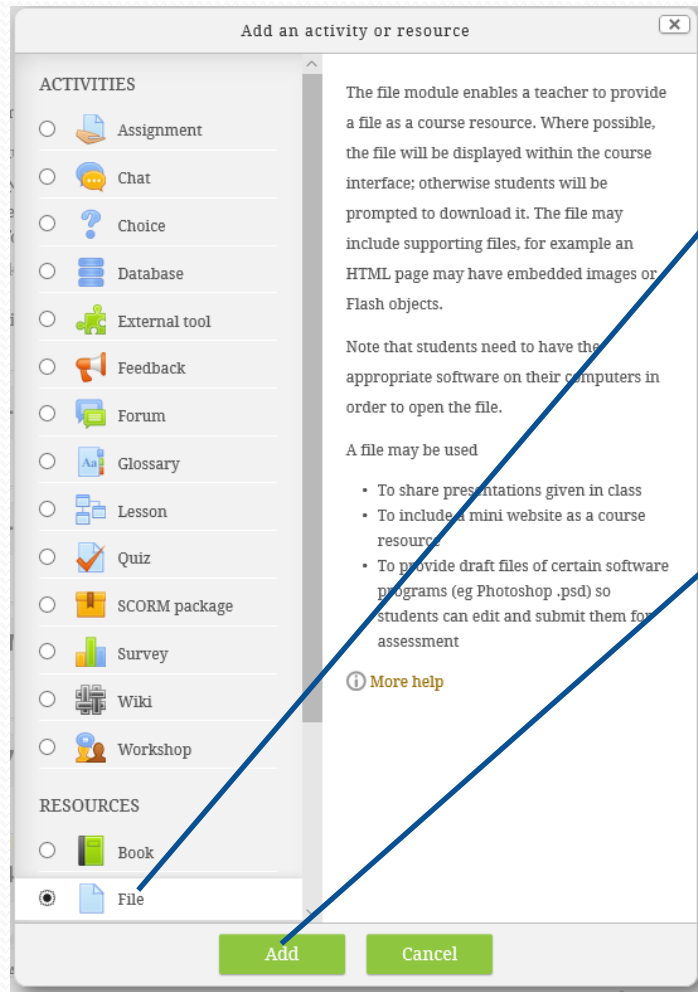 Add an activity or resource
ACTIVITIES
Assignment
Chat
Choice
Database
External tool
Feedback
Forum
Glossary
Lesson
Quiz
SCORM package
Survey
Wiki
Workshop
RESOURCES
Book
File
The file module enables a teacher to provide
a file as a course resource. Where possible,
the file will be displayed within the course
interface; otherwise students will be
prompted to download it. The file may
include supporting files, for example an
HTML page may have embedded images or
Flash objects.
Note that students need to have the
appropriate software on their computers in
order to open the file.
A file may be used
• To share presentations given in class
• To include a mini website as a course
resource
• To provide draft files of certain software
programs (eg Photoshop .psd) so
students can edit and submit them for
assessment
More help
Add
Cancel